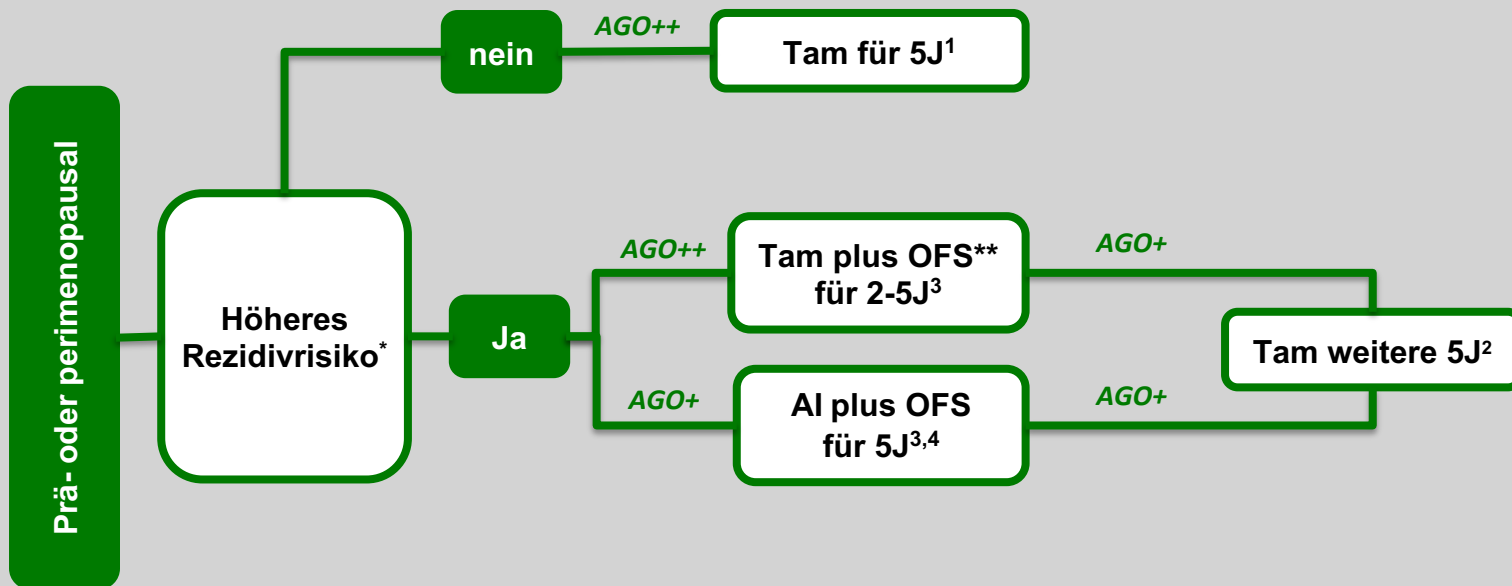 Prä- oder perimenopausal
Höheres
Rezidivrisiko*
nein
AGO++
Tam für 5J¹
Ja
AGO++
Tam plus OFS**
für 2-5J³
AGO+
AGO+
AI plus OFS
für 5J³,⁴
AGO+
Tam weitere 5J²